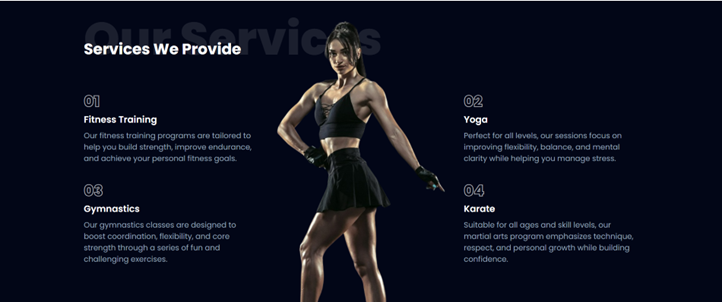 Our Services
Services We Provide
01
Fitness Training
Our fitness training programs are tailored to
help you build strength, improve endurance,
and achieve your personal fitness goals.
02
Yoga
Perfect for all levels, our sessions focus on
improving flexibility, balance, and mental
clarity while helping you manage stress.
03
Gymnastics
Our gymnastics classes are designed to
boost coordination, flexibility, and core
strength through a series of fun and
challenging exercises.
04
Karate
Suitable for all ages and skill levels, our
martial arts program emphasizes technique,
respect, and personal growth while building
confidence.